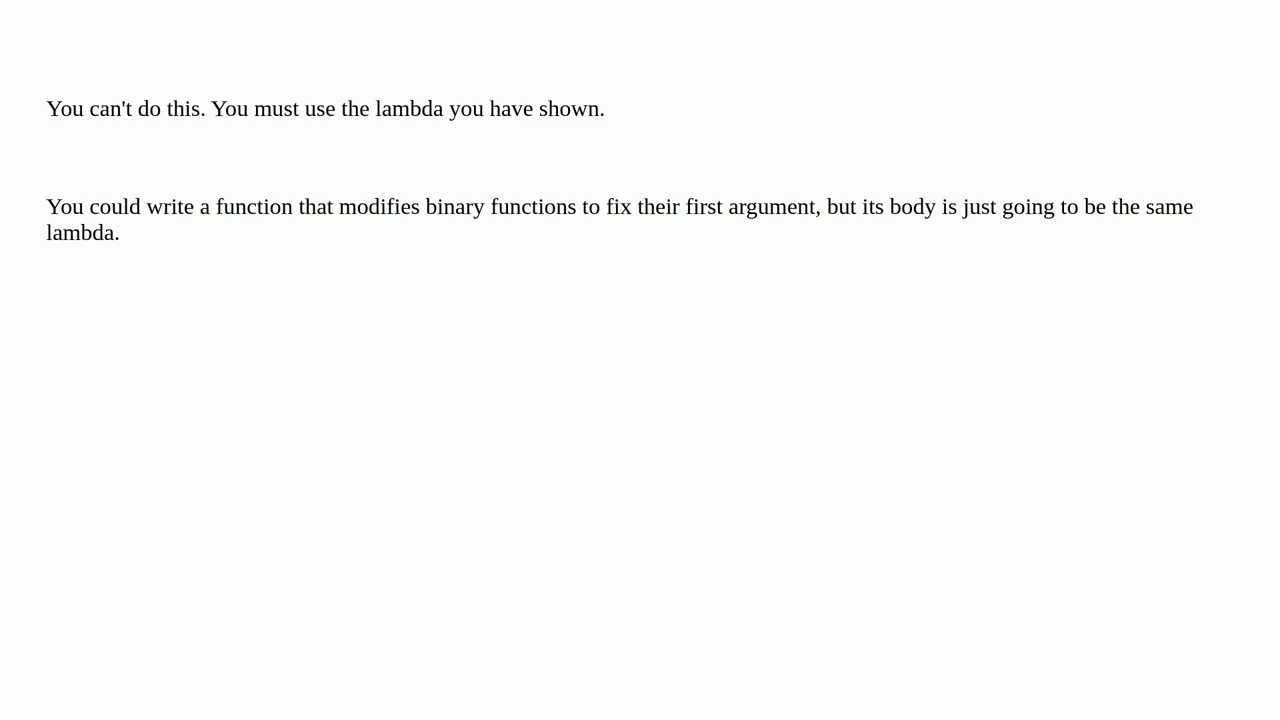 You can't do this. You must use the lambda you have shown.
You could write a function that modifies binary functions to fix their first argument, but its body is just going to be the same
lambda.